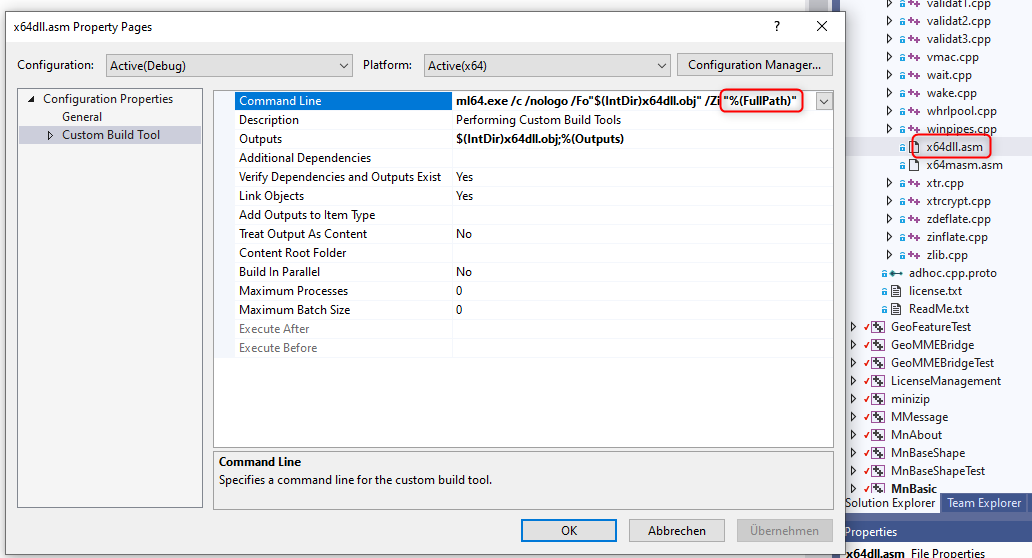 x64dll.asm Property Pages
?
Configuration: Active(Debug) Platform: Active(x64) Configuration Manager...
Configuration Properties
General
Custom Build Tool
Command Line ml64.exe /c /nologo /Fo"$(IntDir)x64dll.obj" /Zi "%(FullPath)"
Description Performing Custom Build Tools
Outputs $(IntDir)x64dll.obj;%(Outputs)
Additional Dependencies
Verify Dependencies and Outputs Exist Yes
Link Objects Yes
Add Outputs to Item Type
Treat Output As Content No
Content Root Folder
Build In Parallel No
Maximum Processes 0
Maximum Batch Size 0
Execute After
Execute Before
Command Line
Specifies a command line for the custom build tool.
OK Abbrechen Übernehmen
validat1.cpp
validat2.cpp
validat3.cpp
vmac.cpp
wait.cpp
wake.cpp
whrlpool.cpp
winpipes.cpp
x64dll.asm
x64masm.asm
xtr.cpp
xtrcrypt.cpp
zdeflate.cpp
zinflate.cpp
zlib.cpp
adhoc.cpp.proto
license.txt
ReadMe.txt
GeoFeatureTest
GeoMMEBridge
GeoMMEBridgeTest
LicenseManagement
minizip
MMessage
MnAbout
MnBaseShape
MnBaseShapeTest
MnBasic
Solution Explorer Team Explorer
Properties
x64dll.asm File Properties